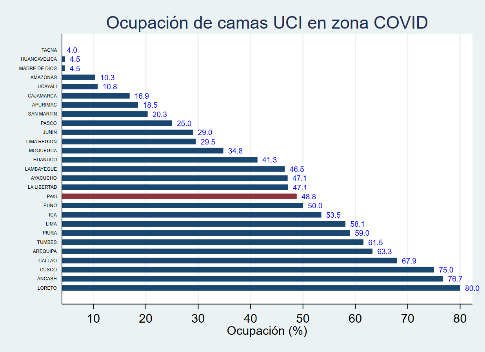 Ocupación de camas UCI en zona COVID
TACNA 4.0
HUANCAVELICA 4.5
MADRE DE DIOS 4.5
AMAZONAS 10.3
UCAYALI 10.8
CAJAMARCA 16.9
APURIMAC 18.5
SAN MARTIN 20.3
PASCO 25.0
JUNIN 29.0
LIMA REGION 29.5
MOQUEGUA 34.8
HUANUCO 41.3
LAMBAYEQUE 46.5
AYACUCHO 47.1
LA LIBERTAD 47.1
PAIS 48.8
PUNO 50.0
ICA 53.5
LIMA 58.1
PIURA 59.0
TUMBES 61.5
AREQUIPA 63.3
CALLAO 67.9
CUSCO 75.0
ANCASH 76.7
LORETO 80.0
10 20 30 40 50 60 70 80
Ocupación (%)